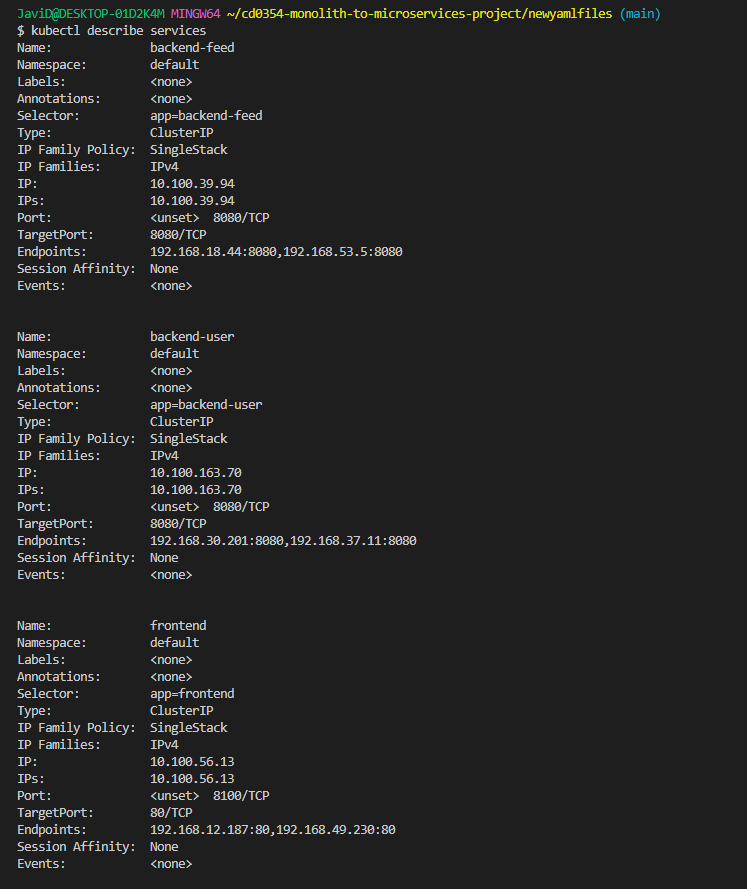 JaviD@DESKTOP-01D2K4M MINGW64 ~/cd0354-monolith-to-microservices-project/newyamlfiles (main)
$ kubectl describe services
Name:              backend-feed
Namespace:         default
Labels:            <none>
Annotations:       <none>
Selector:          app=backend-feed
Type:              ClusterIP
IP Family Policy:  SingleStack
IP Families:       IPv4
IP:                10.100.39.94
IPs:               10.100.39.94
Port:              <unset>  8080/TCP
TargetPort:        8080/TCP
Endpoints:         192.168.18.44:8080,192.168.53.5:8080
Session Affinity:  None
Events:            <none>

Name:              backend-user
Namespace:         default
Labels:            <none>
Annotations:       <none>
Selector:          app=backend-user
Type:              ClusterIP
IP Family Policy:  SingleStack
IP Families:       IPv4
IP:                10.100.163.70
IPs:               10.100.163.70
Port:              <unset>  8080/TCP
TargetPort:        8080/TCP
Endpoints:         192.168.30.201:8080,192.168.37.11:8080
Session Affinity:  None
Events:            <none>

Name:              frontend
Namespace:         default
Labels:            <none>
Annotations:       <none>
Selector:          app=frontend
Type:              ClusterIP
IP Family Policy:  SingleStack
IP Families:       IPv4
IP:                10.100.56.13
IPs:               10.100.56.13
Port:              <unset>  8100/TCP
TargetPort:        80/TCP
Endpoints:         192.168.12.187:80,192.168.49.230:80
Session Affinity:  None
Events:            <none>